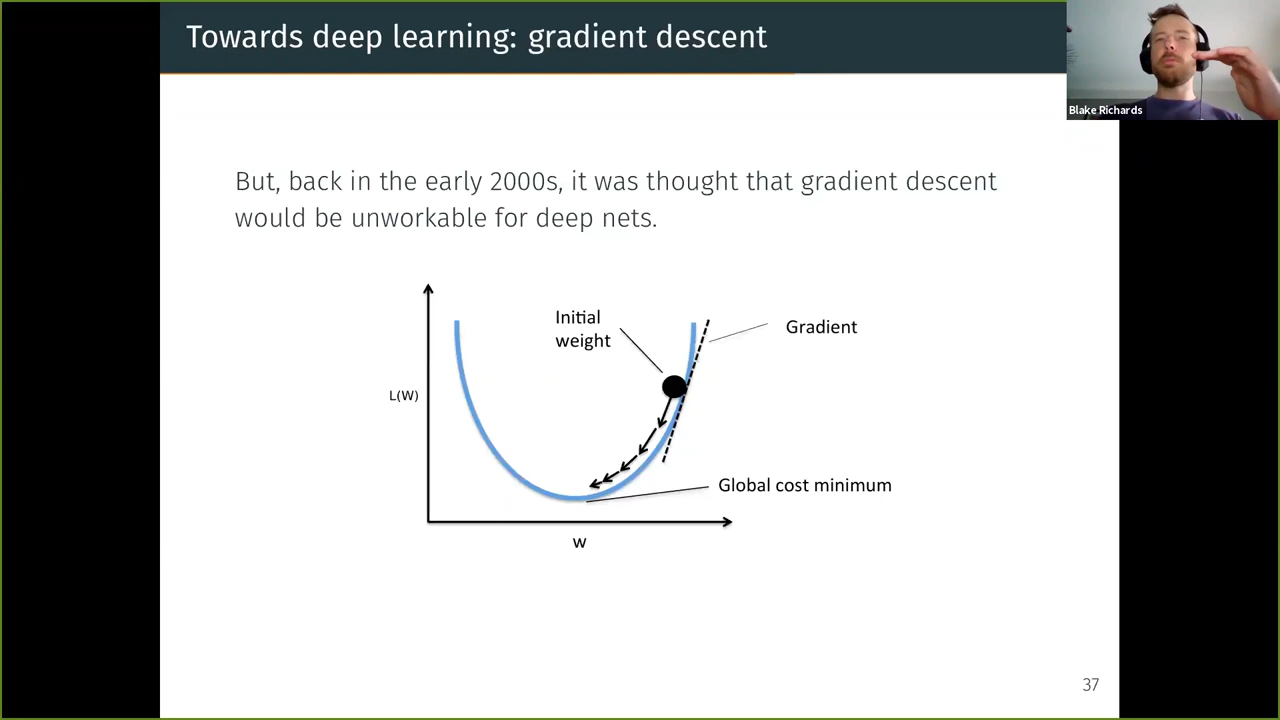 Towards deep learning: gradient descent
Blake Richards
But, back in the early 2000s, it was thought that gradient descent
would be unworkable for deep nets.
Initial
weight
Gradient
L(W)
Global cost minimum
w
37